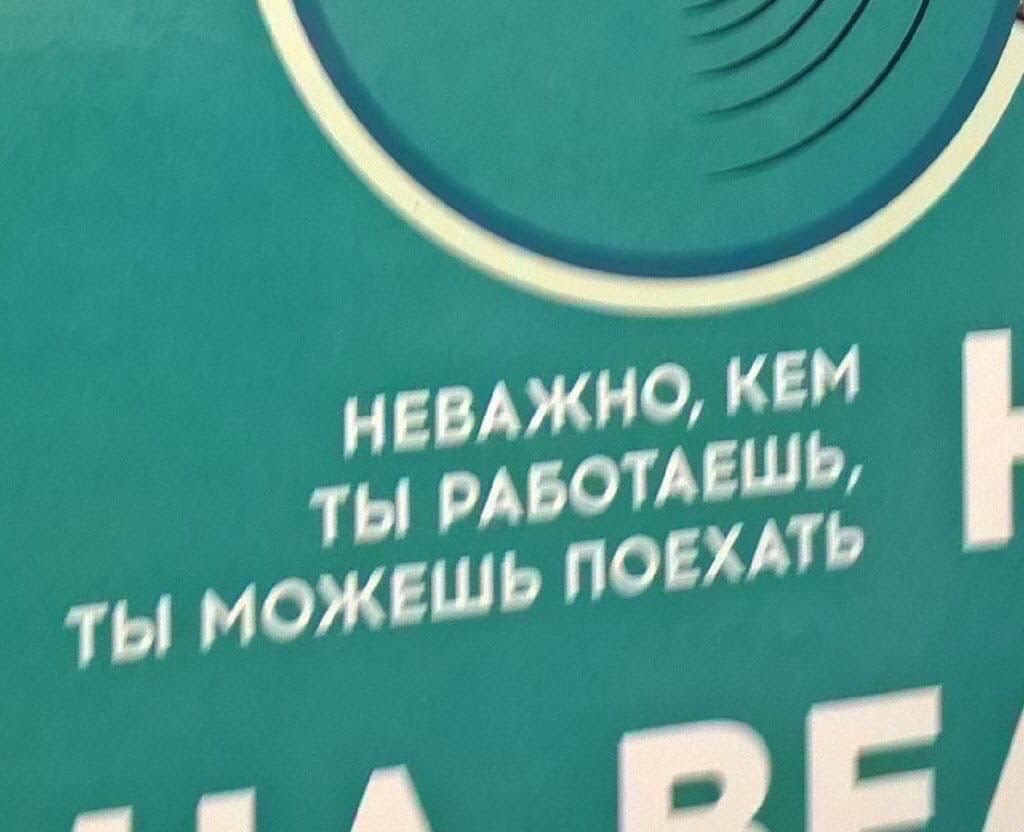 НЕВАЖНО, КЕМ
ТЫ РАБОТАЕШЬ,
ТЫ МОЖЕШЬ ПОЕХАТЬ